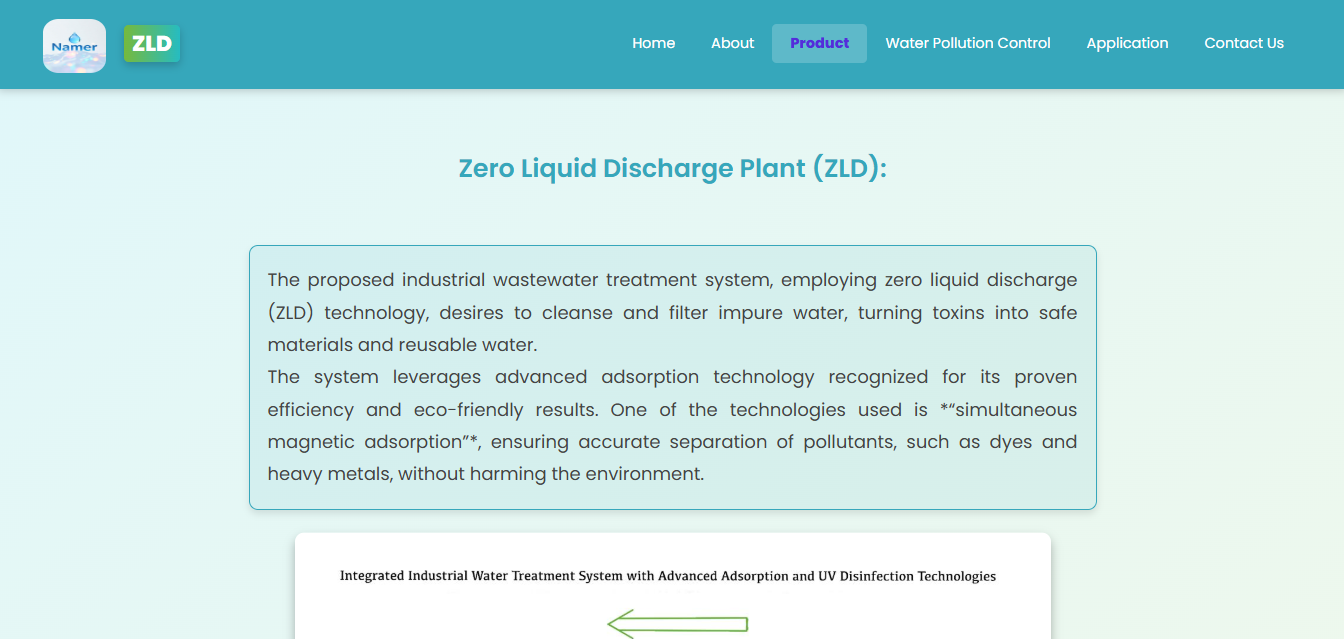 Namer
ZLD
Home
About
Product
Water Pollution Control
Application
Contact Us
Zero Liquid Discharge Plant (ZLD):
The proposed industrial wastewater treatment system, employing zero liquid discharge
(ZLD) technology, desires to cleanse and filter impure water, turning toxins into safe
materials and reusable water.
The system leverages advanced adsorption technology recognized for its proven
efficiency and eco-friendly results. One of the technologies used is *“simultaneous
magnetic adsorption”*, ensuring accurate separation of pollutants, such as dyes and
heavy metals, without harming the environment.
Integrated Industrial Water Treatment System with Advanced Adsorption and UV Disinfection Technologies